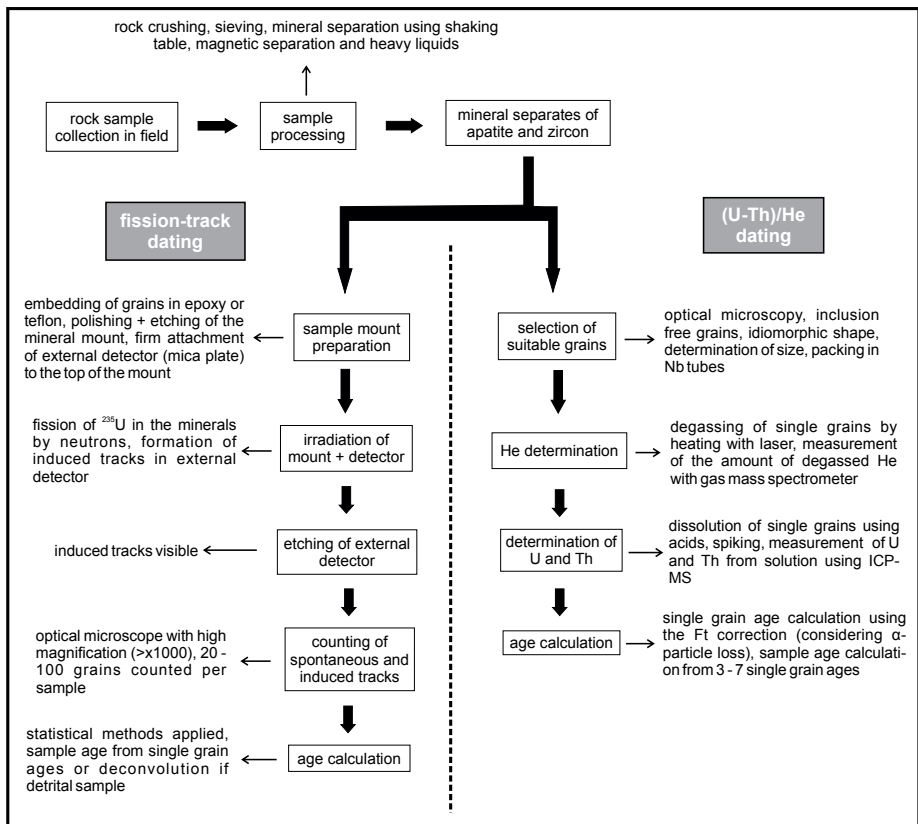 rock crushing, sieving, mineral separation using shaking
table, magnetic separation and heavy liquids
rock sample
collection in field
sample
processing
mineral separates of
apatite and zircon
fission-track
dating
(U-Th)/He
dating
embedding of grains in epoxy or
teflon, polishing + etching of the
mineral mount, firm attachment
of external detector (mica plate)
to the top of the mount
sample mount
preparation
fission of ²³⁵U in the minerals
by neutrons, formation of
induced tracks in external
detector
irradiation of
mount + detector
induced tracks visible
etching of external
detector
optical microscope with high
magnification (>x1000), 20 -
100 grains counted per
sample
counting of
spontaneous and
induced tracks
statistical methods applied,
sample age from single grain
ages or deconvolution if
detrital sample
age calculation
selection of
suitable grains
optical microscopy, inclusion
free grains, idiomorphic shape,
determination of size, packing in
Nb tubes
He determination
degassing of single grains by
heating with laser, measurement
of the amount of degassed He
with gas mass spectrometer
determination of
U and Th
dissolution of single grains using
acids, spiking, measurement of U
and Th from solution using ICP-
MS
age calculation
single grain age calculation using
the Ft correction (considering α-
particle loss), sample age calculati-
on from 3 - 7 single grain ages